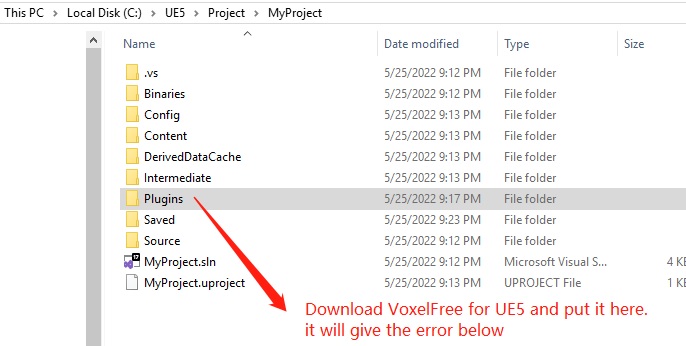 This PC > Local Disk (C:) > UE5 > Project > MyProject
Name Date modified Type Size
.vs 5/25/2022 9:12 PM File folder
Binaries 5/25/2022 9:12 PM File folder
Config 5/25/2022 9:13 PM File folder
Content 5/25/2022 9:13 PM File folder
DerivedDataCache 5/25/2022 9:13 PM File folder
Intermediate 5/25/2022 9:13 PM File folder
Plugins 5/25/2022 9:17 PM File folder
Saved 5/25/2022 9:23 PM File folder
Source 5/25/2022 9:12 PM File folder
MyProject.sln 5/25/2022 9:12 PM Microsoft Visual S... 4 K
MyProject.uproject 5/25/2022 9:13 PM UPROJECT File 1 K
Download VoxelFree for UE5 and put it here.
it will give the error below